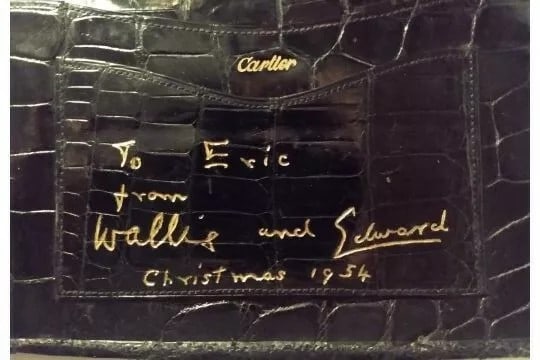 Cartier
To Eric
from
Wallis and Edward
Christmas 1954